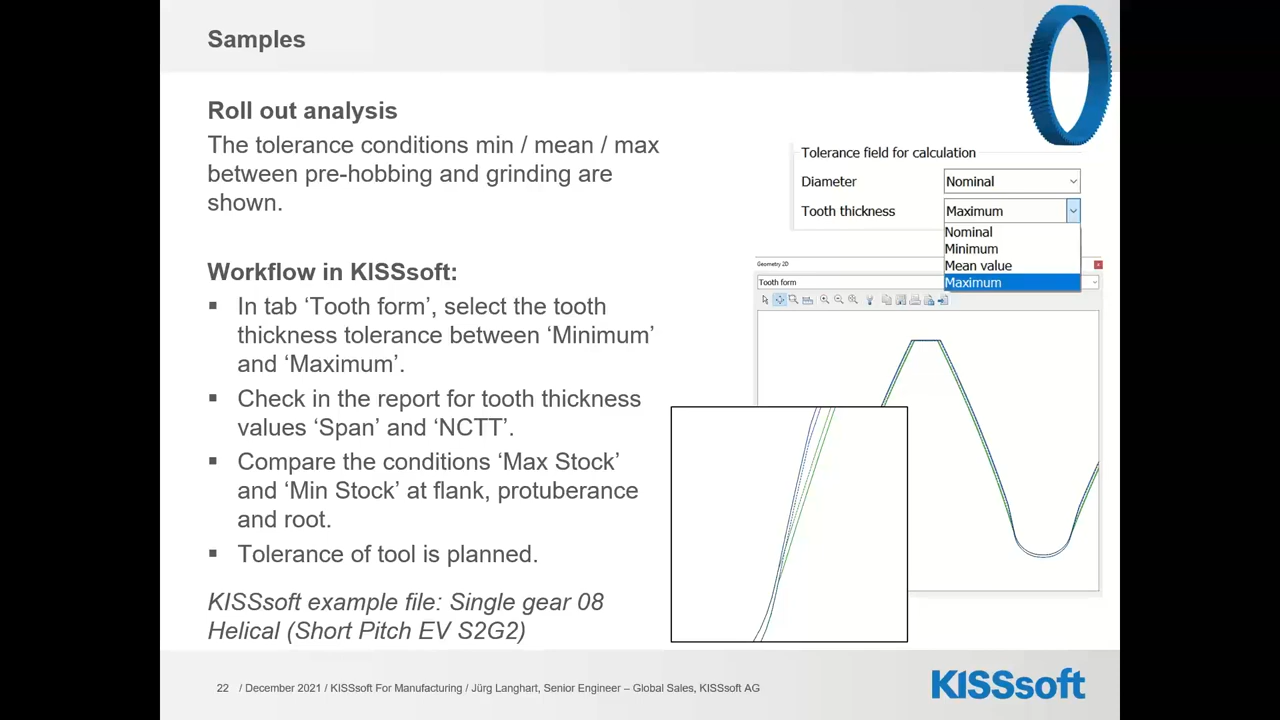 Samples
Roll out analysis
The tolerance conditions min / mean / max
between pre-hobbing and grinding are
shown.
Workflow in KISSsoft:
▪ In tab ‘Tooth form’, select the tooth
thickness tolerance between ‘Minimum’
and ‘Maximum’.
▪ Check in the report for tooth thickness
values ‘Span’ and ‘NCTT’.
▪ Compare the conditions ‘Max Stock’
and ‘Min Stock’ at flank, protuberance
and root.
▪ Tolerance of tool is planned.
KISSsoft example file: Single gear 08
Helical (Short Pitch EV S2G2)
Tolerance field for calculation
Diameter Nominal
Tooth thickness Maximum
Nominal
Minimum
Mean value
Maximum
Geometry 2D
Tooth form
22 / December 2021 / KISSsoft For Manufacturing / Jürg Langhart, Senior Engineer – Global Sales, KISSsoft AG
KISSsoft